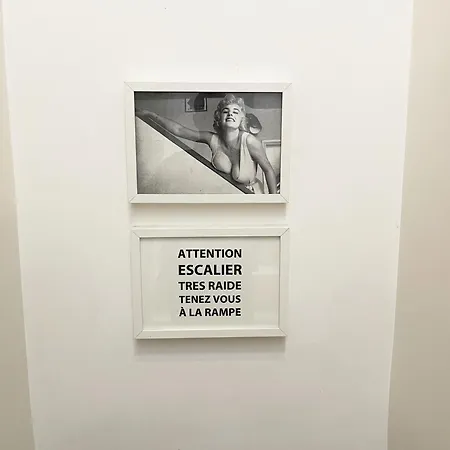 ATTENTION
ESCALIER
TRES RAIDE
TENEZ VOUS
À LA RAMPE